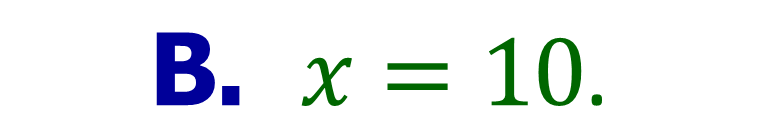 B. x = 10.